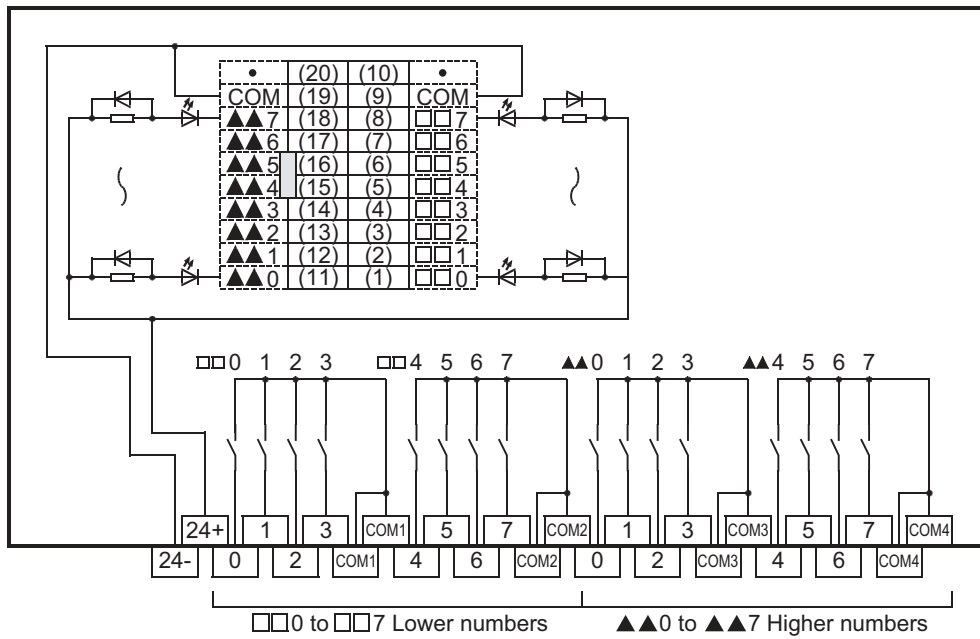 • (20) (10) •
COM (19) (9) COM
▲▲7 (18) (8) □□7
▲▲6 (17) (7) □□6
▲▲5 (16) (6) □□5
▲▲4 (15) (5) □□4
▲▲3 (14) (4) □□3
▲▲2 (13) (3) □□2
▲▲1 (12) (2) □□1
▲▲0 (11) (1) □□0
□□0 1 2 3 □□4 5 6 7 ▲▲0 1 2 3 ▲▲4 5 6 7
24+ 1 3 COM1 5 7 COM2 1 3 COM3 5 7 COM4
24- 0 2 COM1 4 6 COM2 0 2 COM3 4 6 COM4
□□0 to □□7 Lower numbers ▲▲0 to ▲▲7 Higher numbers